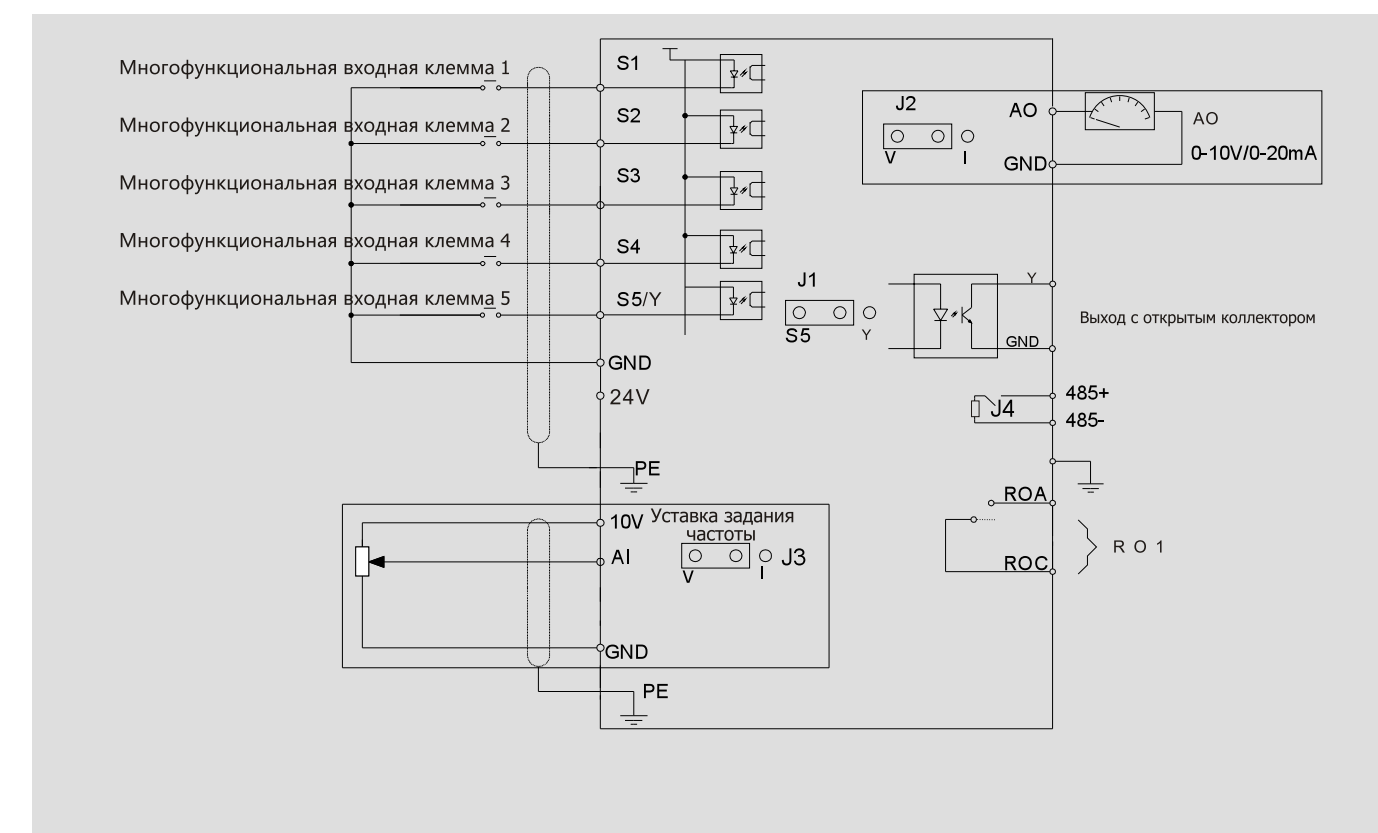 Многофункциональная входная клемма 1
S1
Многофункциональная входная клемма 2
S2
Многофункциональная входная клемма 3
S3
Многофункциональная входная клемма 4
S4
Многофункциональная входная клемма 5
S5/Y
GND
24V
PE
J2
V
I
AO
GND
AO
0-10V/0-20mA
J1
S5
Y
Y
GND
Выход с открытым коллектором
J4
485+
485-
ROA
ROC
R O 1
10V
Уставка задания
частоты
AI
V
I
J3
GND
PE